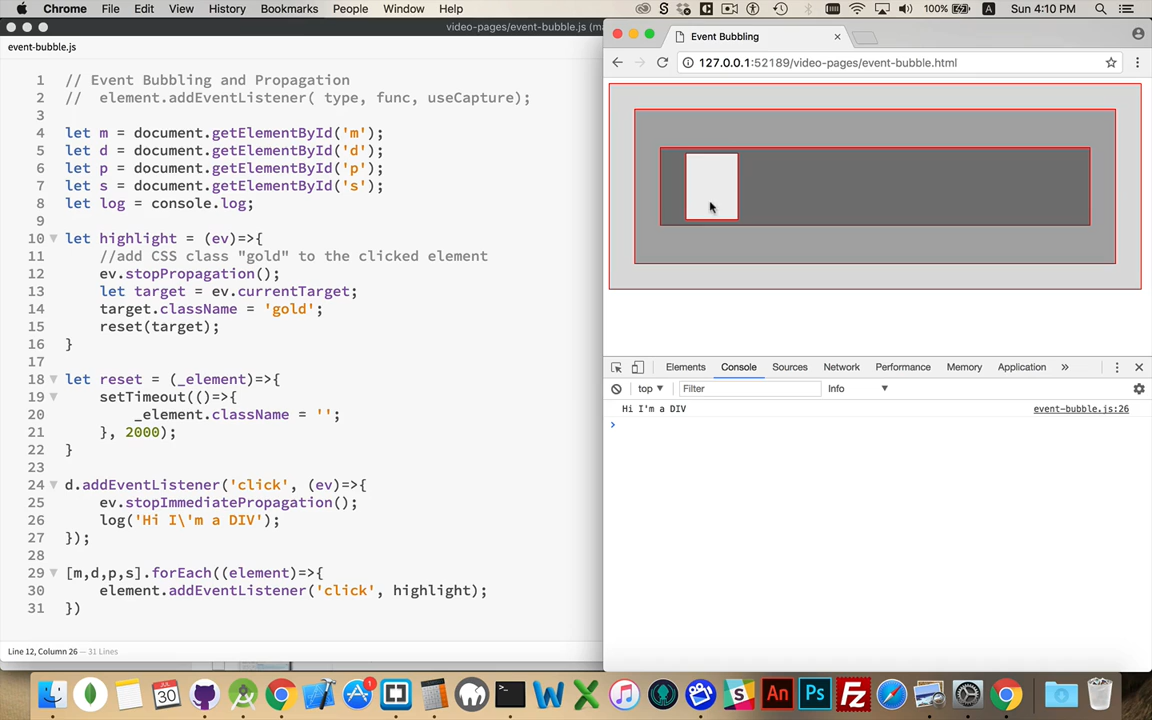 Chrome File Edit View History Bookmarks People Window Help 100% Sun 4:10 PM
video-pages/event-bubble.js
event-bubble.js
1 // Event Bubbling and Propagation
2 //  element.addEventListener( type, func, useCapture);
3
4 let m = document.getElementById('m');
5 let d = document.getElementById('d');
6 let p = document.getElementById('p');
7 let s = document.getElementById('s');
8 let log = console.log;
9
10 let highlight = (ev)=>{
11     //add CSS class "gold" to the clicked element
12     ev.stopPropagation();
13     let target = ev.currentTarget;
14     target.className = 'gold';
15     reset(target);
16 }
17
18 let reset = (_element)=>{
19     setTimeout(()=>{
20         _element.className = '';
21     }, 2000);
22 }
23
24 d.addEventListener('click', (ev)=>{
25     ev.stopImmediatePropagation();
26     log('Hi I\'m a DIV');
27 });
28
29 [m,d,p,s].forEach((element)=>{
30     element.addEventListener('click', highlight);
31 })
Line 12, Column 26 — 31 Lines
Event Bubbling
127.0.0.1:52189/video-pages/event-bubble.html
Elements Console Sources Network Performance Memory Application »
top Filter Info
Hi I'm a DIV event-bubble.js:26
JUL
30
1
An Ps Fz